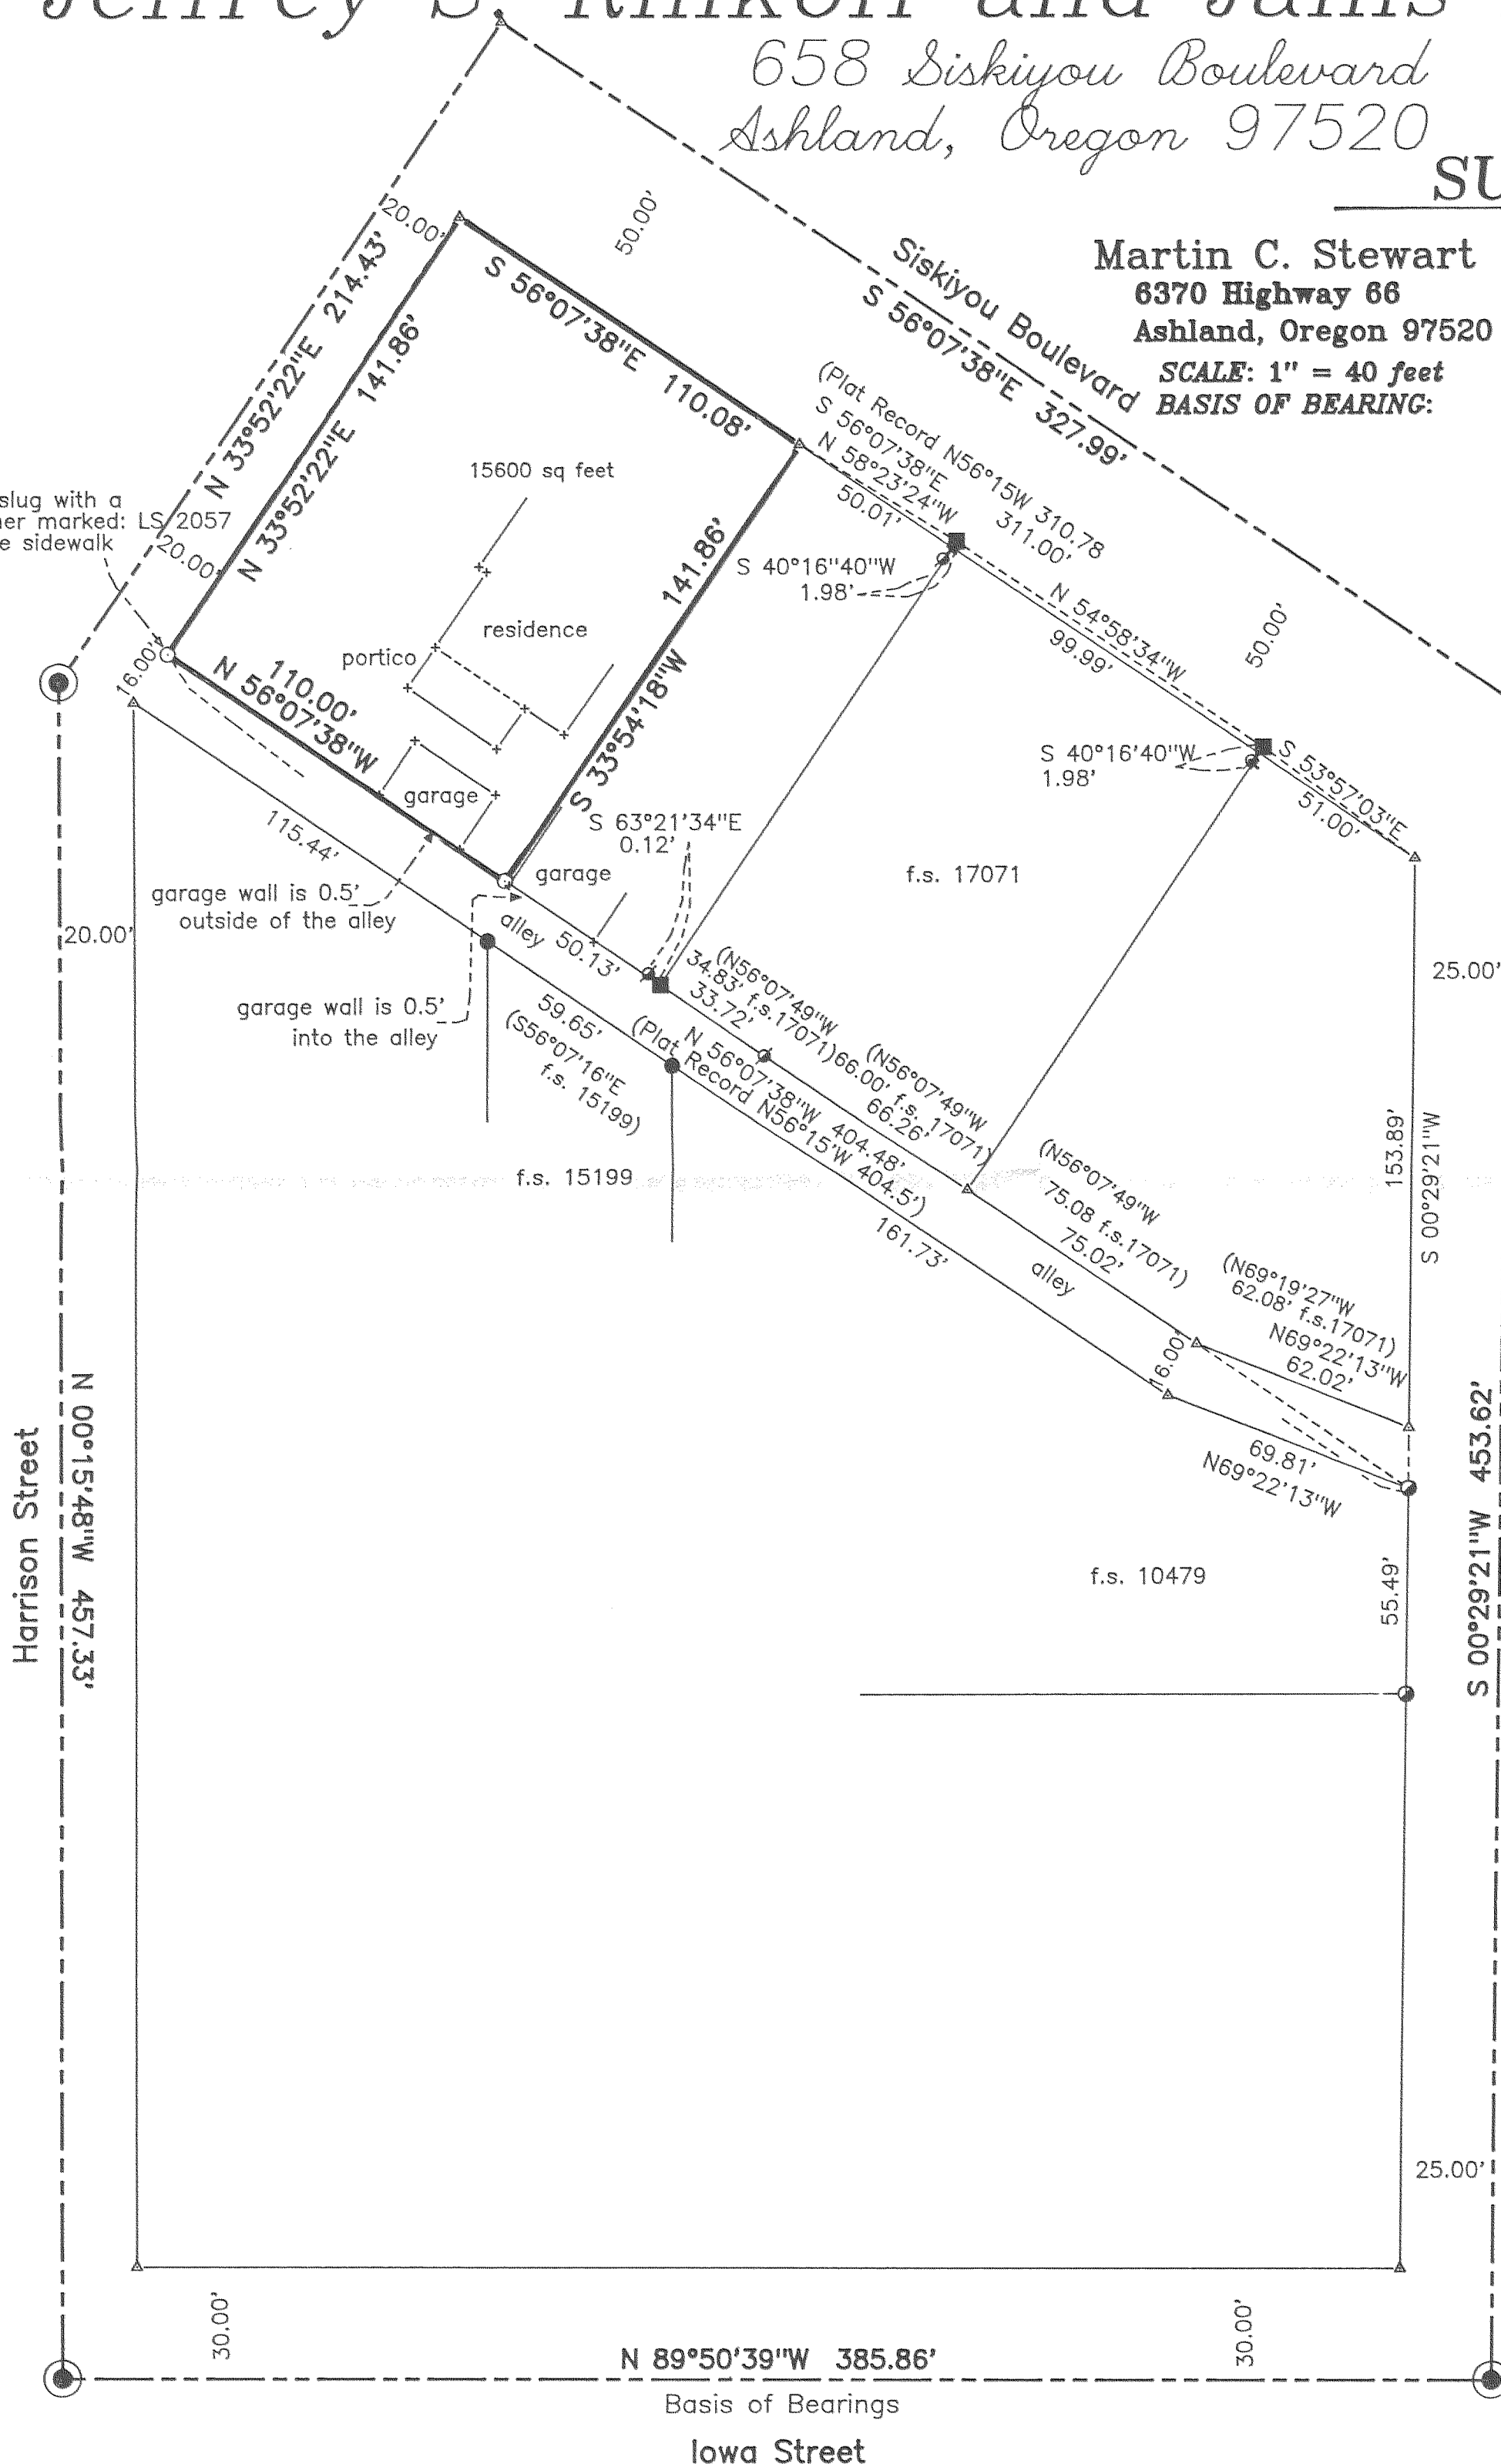 658 Siskiyou Boulevard
Ashland, Oregon 97520
SU
Martin C. Stewart
6370 Highway 66
Ashland, Oregon 97520
SCALE: 1" = 40 feet
BASIS OF BEARING:
Siskiyou Boulevard
S 56°07'38"E 327.99'
50.00'
20.00'
N 33°52'22"E 214.43'
N 33°52'22"E 141.86'
S 56°07'38"E 110.08'
(Plat Record N56°15W 310.78
S 56°07'38"E 311.00'
N 58°23'24"W
50.01'
15600 sq feet
slug with a
marked: LS 2057
sidewalk
20.00'
141.86'
S 33°54'18"W
S 40°16"40"W
1.98'
N 54°58'34"W
99.99'
50.00'
residence
portico
16.00'
110.00'
N 56°07'38"W
S 40°16'40"W
1.98'
S 53°57'03"E
51.00'
garage
S 63°21'34"E
0.12'
115.44'
garage
f.s. 17071
garage wall is 0.5'
outside of the alley
20.00'
alley 50.13'
25.00'
garage wall is 0.5'
into the alley
(N56°07'49"W
34.83' f.s.17071)
33.72'
59.65'
(S56°07'16"E
f.s. 15199)
N 56°07'38"W 404.48'
(Plat Record N56°15'W 404.5')
(N56°07'49"W
66.00' f.s. 17071)
66.26'
f.s. 15199
161.73'
(N56°07'49"W
75.08 f.s.17071)
75.02'
153.89'
S 00°29'21"W
alley
(N69°19'27"W
62.08' f.s.17071)
N69°22'13"W
62.02'
16.00'
69.81'
N69°22'13"W
Harrison Street
N 00°15'48"W 457.33'
S 00°29'21"W 453.62'
f.s. 10479
55.49'
25.00'
30.00'
30.00'
N 89°50'39"W 385.86'
Basis of Bearings
Iowa Street